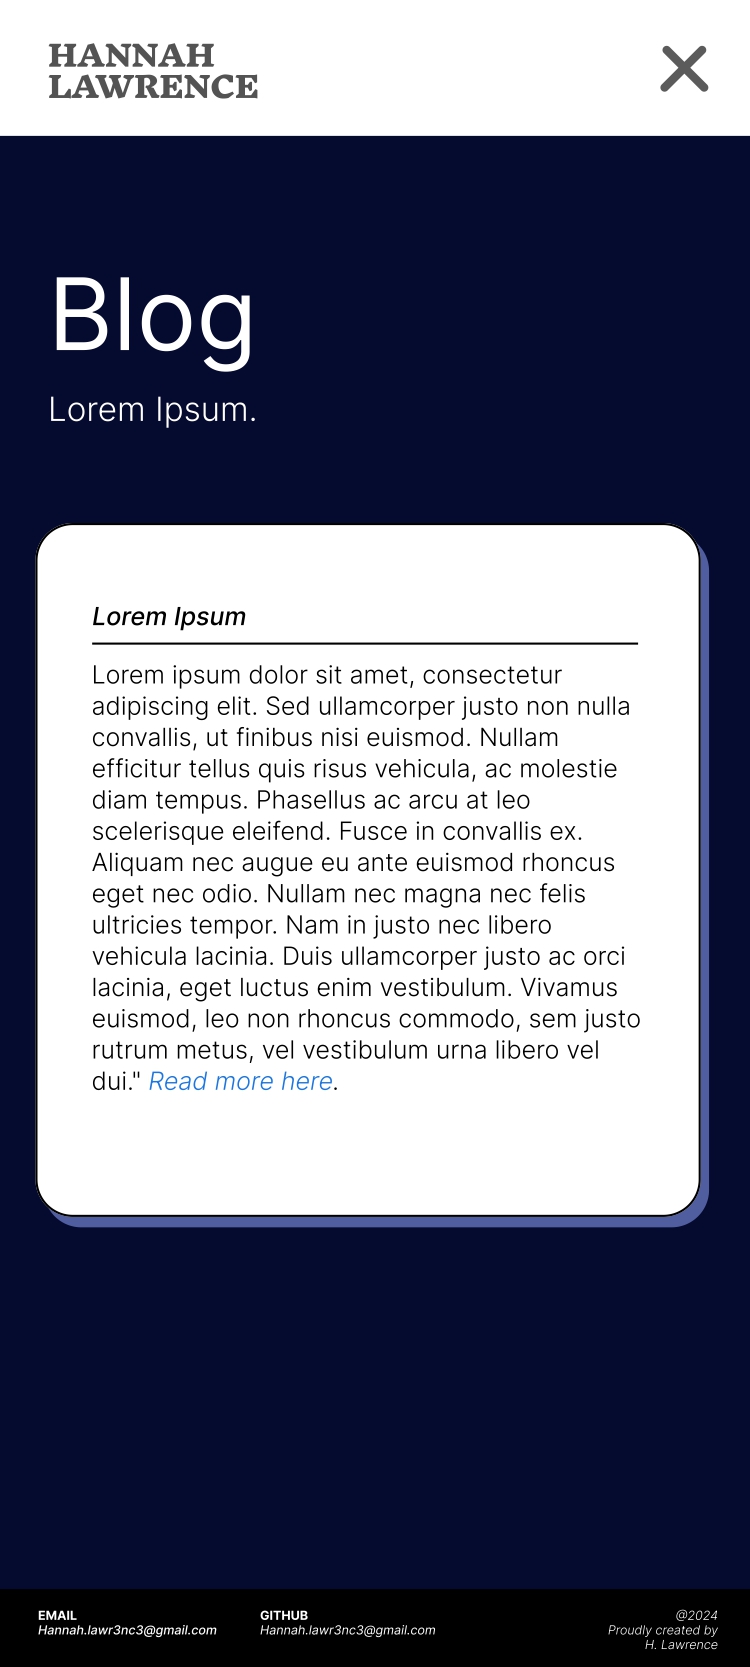 HANNAH
LAWRENCE
Blog
Lorem Ipsum.
Lorem Ipsum
Lorem ipsum dolor sit amet, consectetur
adipiscing elit. Sed ullamcorper justo non nulla
convallis, ut finibus nisi euismod. Nullam
efficitur tellus quis risus vehicula, ac molestie
diam tempus. Phasellus ac arcu at leo
scelerisque eleifend. Fusce in convallis ex.
Aliquam nec augue eu ante euismod rhoncus
eget nec odio. Nullam nec magna nec felis
ultricies tempor. Nam in justo nec libero
vehicula lacinia. Duis ullamcorper justo ac orci
lacinia, eget luctus enim vestibulum. Vivamus
euismod, leo non rhoncus commodo, sem justo
rutrum metus, vel vestibulum urna libero vel
dui." Read more here.
EMAIL
Hannah.lawr3nc3@gmail.com
GITHUB
Hannah.lawr3nc3@gmail.com
@2024
Proudly created by
H. Lawrence